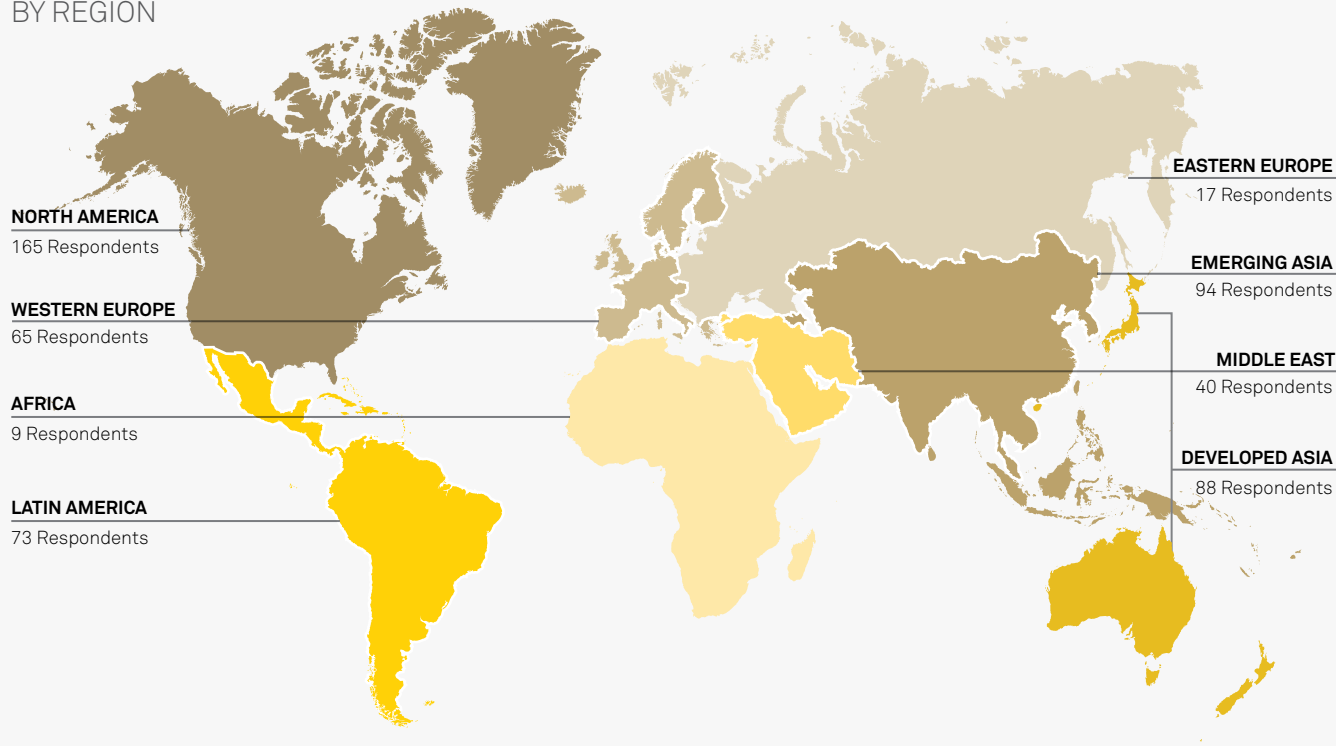 BY REGION
NORTH AMERICA
165 Respondents
WESTERN EUROPE
65 Respondents
AFRICA
9 Respondents
LATIN AMERICA
73 Respondents
EASTERN EUROPE
17 Respondents
EMERGING ASIA
94 Respondents
MIDDLE EAST
40 Respondents
DEVELOPED ASIA
88 Respondents